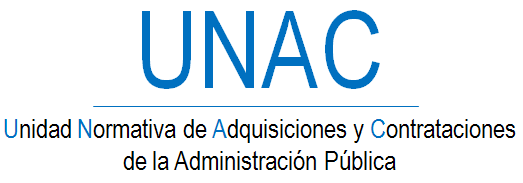 UNAC
Unidad Normativa de Adquisiciones y Contrataciones
de la Administración Pública